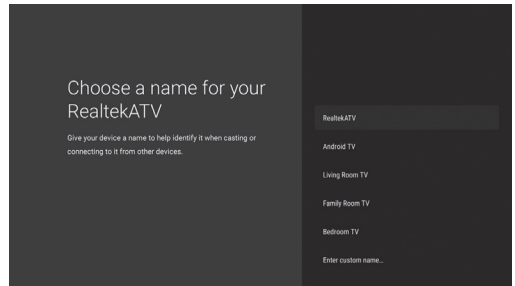 Choose a name for your
RealtekATV
Give your device a name to help identify it when casting or
connecting to it from other devices.
RealtekATV
Android TV
Living Room TV
Family Room TV
Bedroom TV
Enter custom name...